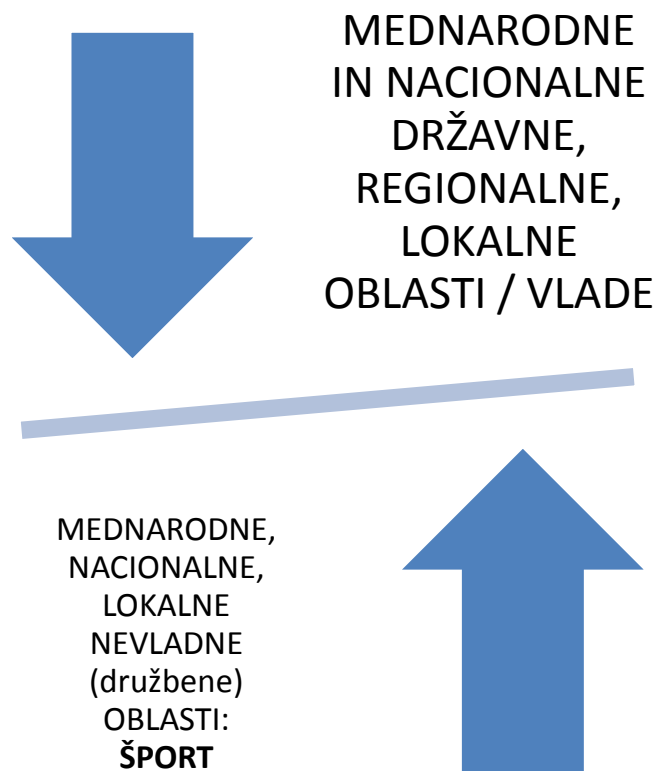 MEDNARODNE
IN NACIONALNE
DRŽAVNE,
REGIONALNE,
LOKALNE
OBLASTI / VLADE
MEDNARODNE,
NACIONALNE,
LOKALNE
NEVLADNE
(družbene)
OBLASTI:
ŠPORT